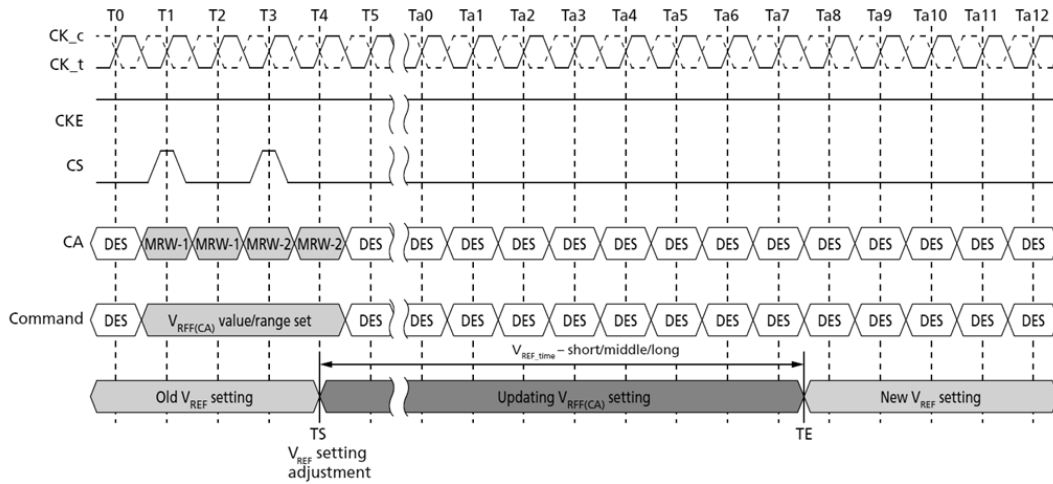 T0 T1 T2 T3 T4 T5 Ta0 Ta1 Ta2 Ta3 Ta4 Ta5 Ta6 Ta7 Ta8 Ta9 Ta10 Ta11 Ta12
CK_c
CK_t
CKE
CS
CA DES MRW-1 MRW-1 MRW-2 MRW-2 DES DES DES DES DES DES DES DES DES DES DES DES DES DES
Command DES VRFF(CA) value/range set DES DES DES DES DES DES DES DES DES DES DES DES DES DES
VREF_time – short/middle/long
Old VREF setting Updating VRFF(CA) setting New VREF setting
TS TE
VREF setting
adjustment